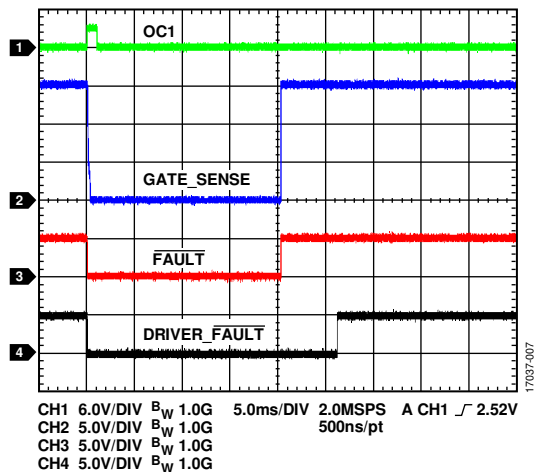 OC1
1
GATE_SENSE
2
FAULT
3
DRIVER_FAULT
4
17037-007
CH1 6.0V/DIV BW 1.0G 5.0ms/DIV 2.0MSPS A CH1 2.52V
CH2 5.0V/DIV BW 1.0G 500ns/pt
CH3 5.0V/DIV BW 1.0G
CH4 5.0V/DIV BW 1.0G